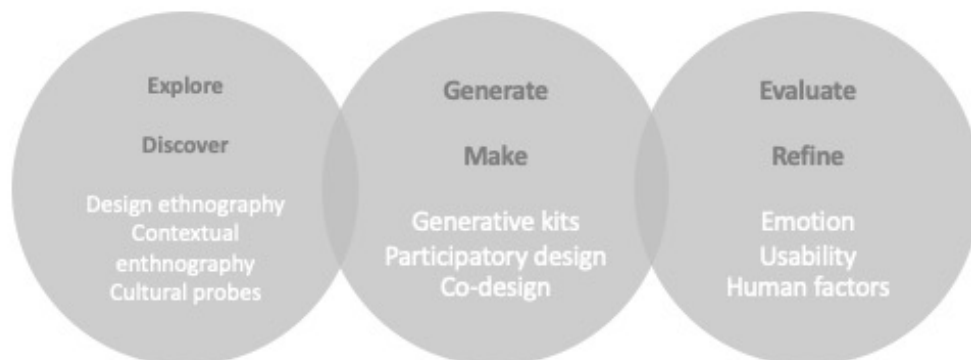 Explore
Discover
Design ethnography
Contextual
enthnography
Cultural probes
Generate
Make
Generative kits
Participatory design
Co-design
Evaluate
Refine
Emotion
Usability
Human factors